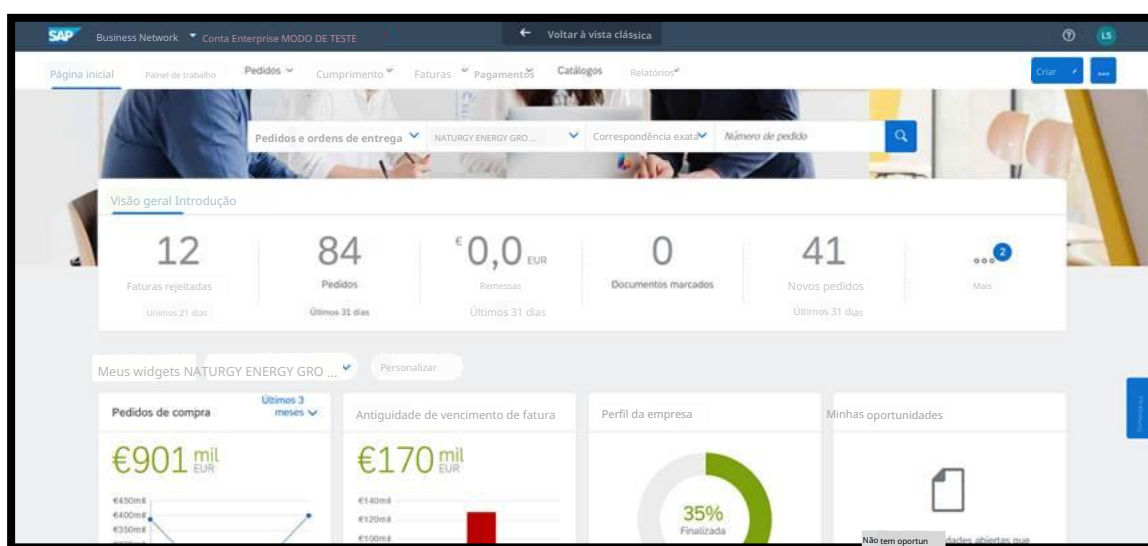 SAP Business Network Conta Enterprise MODO DE TESTE Voltar à vista clássica LS
Página inicial Painel de trabalho Pedidos Cumprimento Faturas Pagamentos Catálogos Relatórios Criar
Pedidos e ordens de entrega NATURGY ENERGY GRO ... Correspondência exata Número de pedido
Visão geral Introdução
12 84 € 0,0 EUR 0 41 2
Faturas rejeitadas Pedidos Remessas Documentos marcados Novos pedidos Mais
Unimos 21 dias Últimos 31 dias Últimos 31 dias Últimos 31 dias
Meus widgets NATURGY ENERGY GRO ... Personalizar
Pedidos de compra Últimos 3 meses
€901 mil EUR
€450mil
€400mil
€350mil
Antiguidade de vencimento de fatura
€170 mil EUR
€140mil
€120mil
€100mil
Perfil da empresa
35%
Finalizada
Minhas oportunidades
Não tem oportun dades abiertas que
Comentários